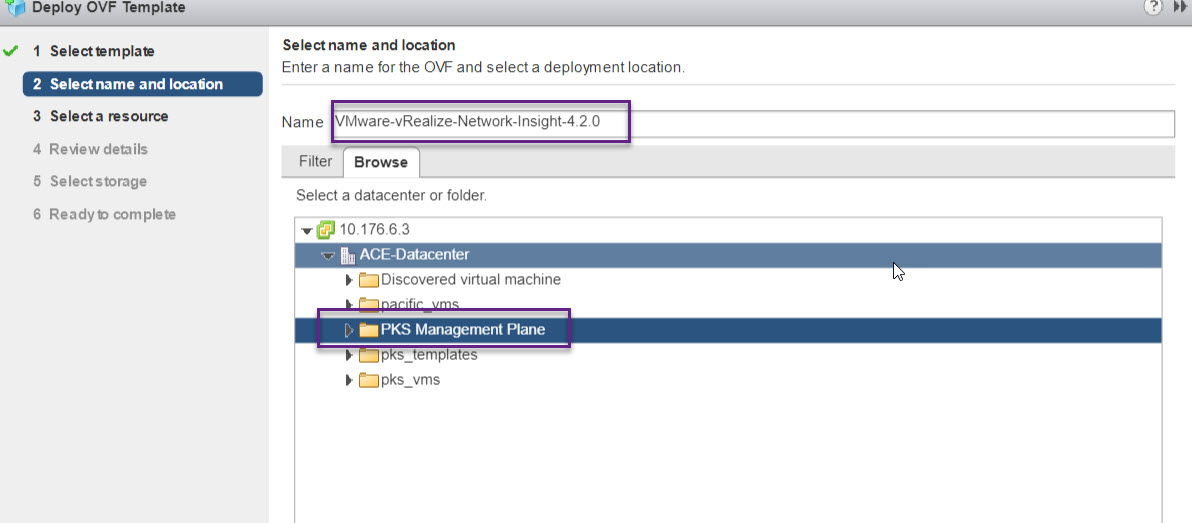 Deploy OVF Template
?
1 Select template
2 Select name and location
3 Select a resource
4 Review details
5 Select storage
6 Ready to complete
Select name and location
Enter a name for the OVF and select a deployment location.
Name VMware-vRealize-Network-Insight-4.2.0
Filter Browse
Select a datacenter or folder.
10.176.6.3
ACE-Datacenter
Discovered virtual machine
pacific_vms
PKS Management Plane
pks_templates
pks_vms